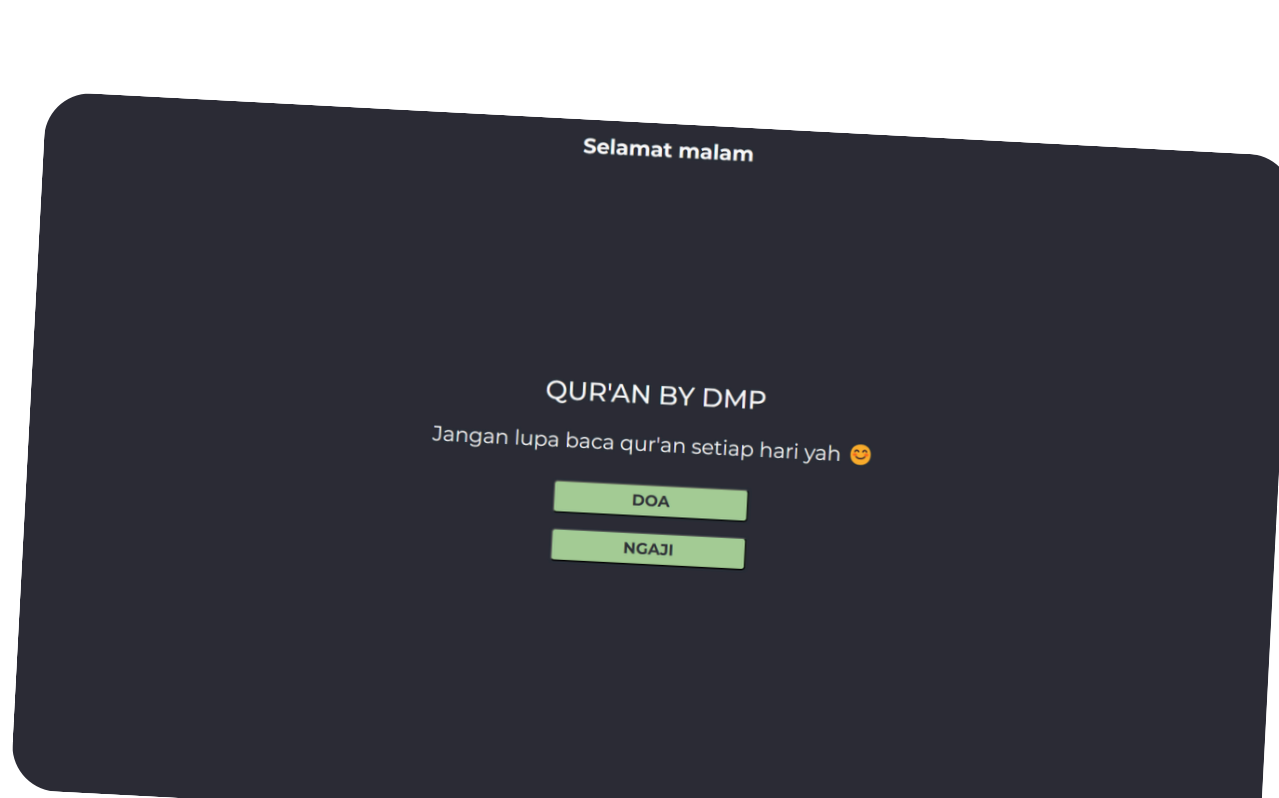 Selamat malam
QUR'AN BY DMP
Jangan lupa baca qur'an setiap hari yah 😊
DOA
NGAJI